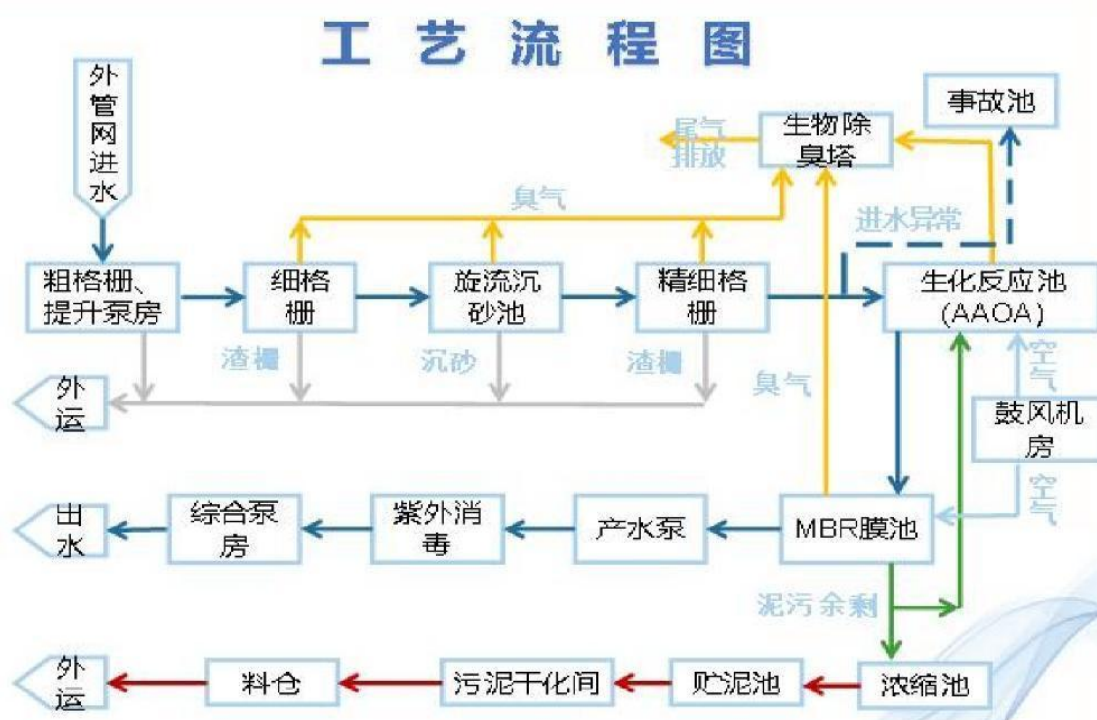 工艺流程图
外
管
网
进
水
事故池
生物除
臭塔
尾气
排放
臭气
进水异常
粗格栅、
提升泵房
细格
栅
旋流沉
砂池
精细格
栅
生化反应池
(AAOA)
渣栅
沉砂
渣栅
臭气
空
气
外
运
鼓风机
房
空
气
出
水
综合泵
房
紫外消
毒
产水泵
MBR膜池
泥污余剩
外
运
料仓
污泥干化间
贮泥池
浓缩池